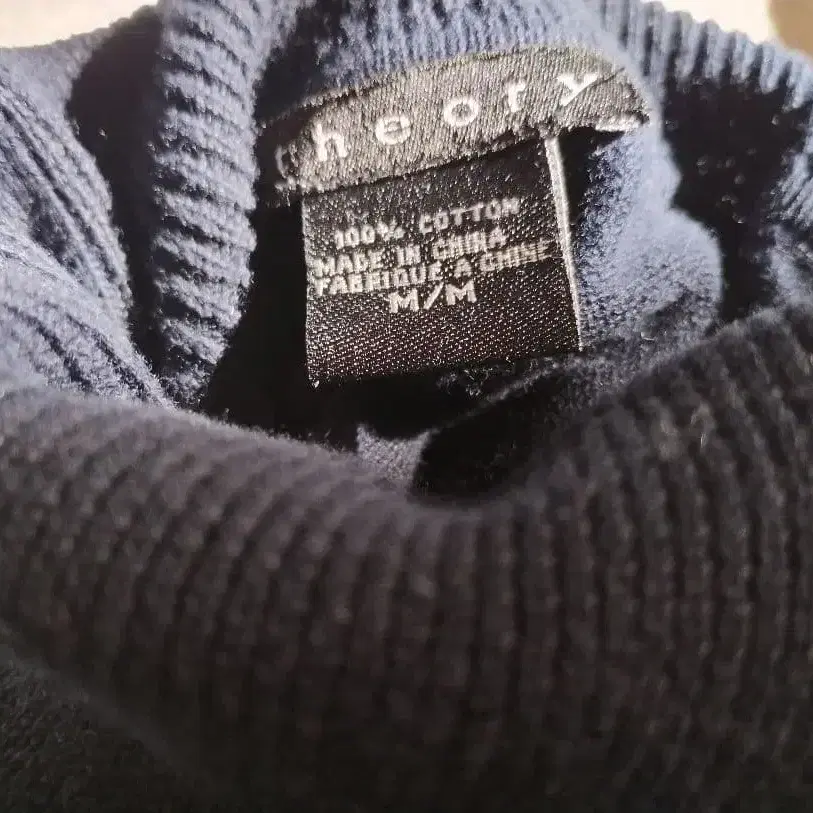 theory
100% COTTON
MADE IN CHINA
FABRIQUE A CHINE
M/M